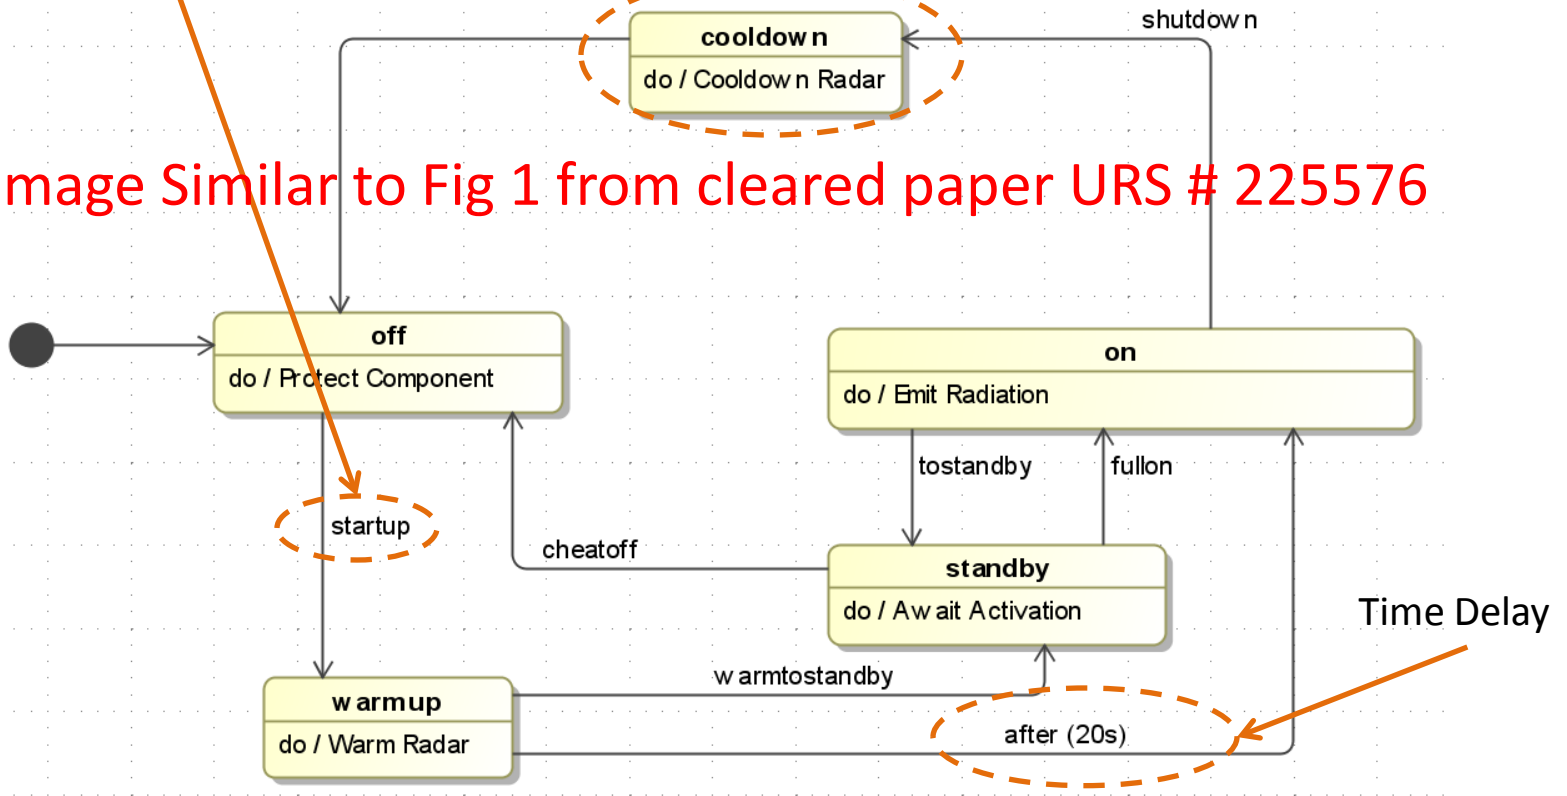 shutdown
cooldown
do / Cooldown Radar
mage Similar to Fig 1 from cleared paper URS # 225576
off
do / Protect Component
on
do / Emit Radiation
tostandby
fullon
startup
cheatoff
standby
do / Await Activation
Time Delay
warmtostandby
warmup
do / Warm Radar
after (20s)